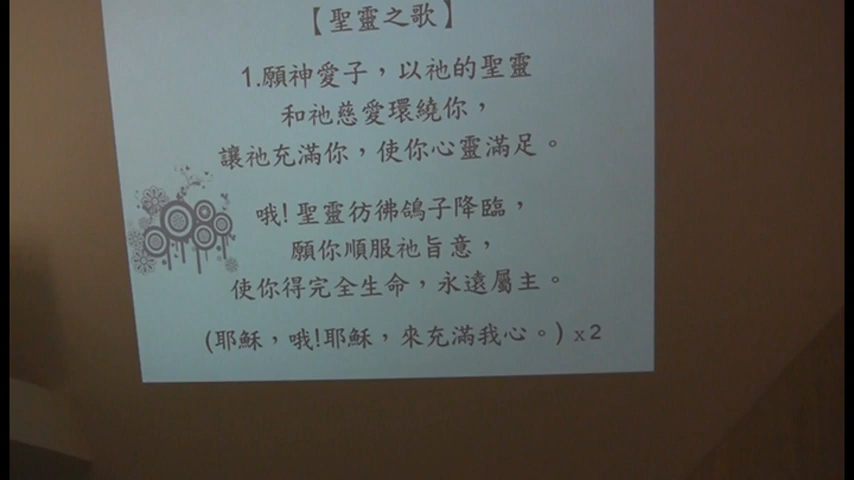 【聖靈之歌】
1.願神愛子，以祂的聖靈
和祂慈愛環繞你，
讓祂充滿你，使你心靈滿足。
哦!聖靈彷彿鴿子降臨，
願你順服祂旨意，
使你得完全生命，永遠屬主。
(耶穌，哦!耶穌，來充滿我心。) x2